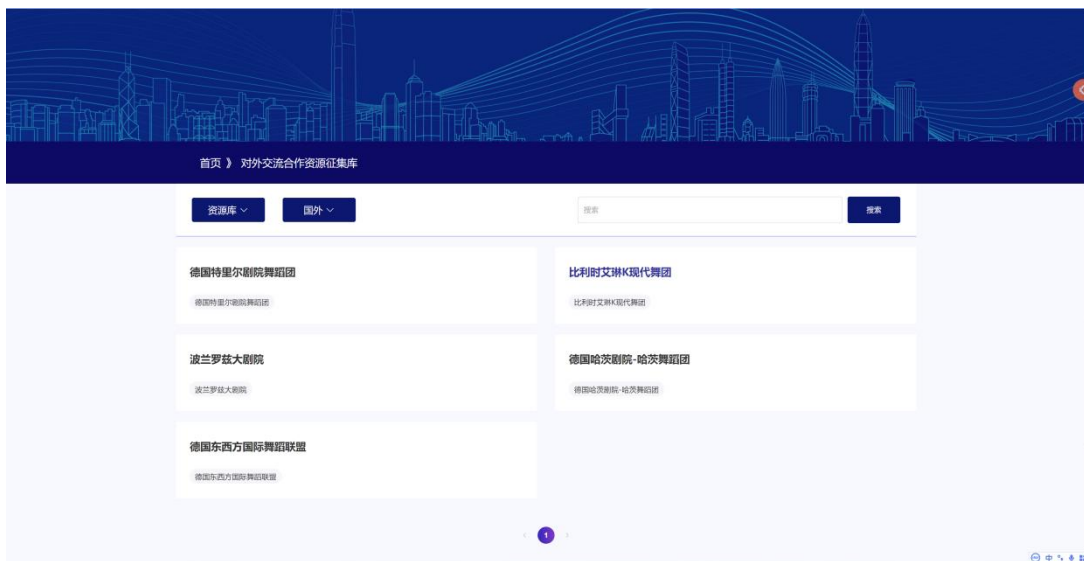 首页 》 对外交流合作资源征集库
资源库
国外
搜索
搜索
德国特里尔剧院舞蹈团
德国特里尔剧院舞蹈团
比利时艾琳K现代舞团
比利时艾琳K现代舞团
波兰罗兹大剧院
波兰罗兹大剧院
德国哈茨剧院-哈茨舞蹈团
德国哈茨剧院-哈茨舞蹈团
德国东西方国际舞蹈联盟
德国东西方国际舞蹈联盟
1
中